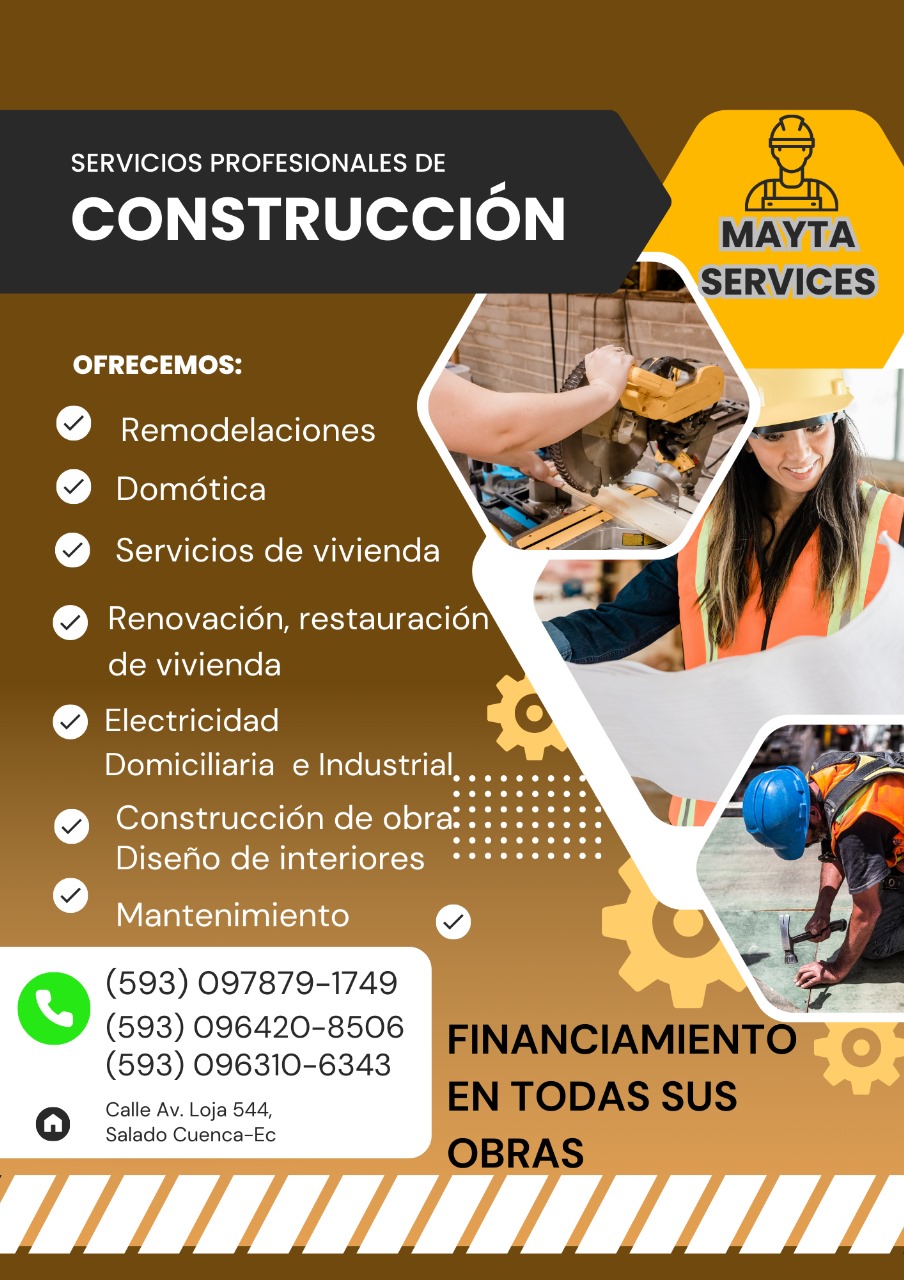 SERVICIOS PROFESIONALES DE
CONSTRUCCIÓN
MAYTA
SERVICES
OFRECEMOS:
Remodelaciones
Domótica
Servicios de vivienda
Renovación, restauración
de vivienda
Electricidad
Domiciliaria e Industrial
Construcción de obra
Diseño de interiores
Mantenimiento
(593) 097879-1749
(593) 096420-8506
(593) 096310-6343
Calle Av. Loja 544,
Salado Cuenca-Ec
FINANCIAMIENTO
EN TODAS SUS
OBRAS